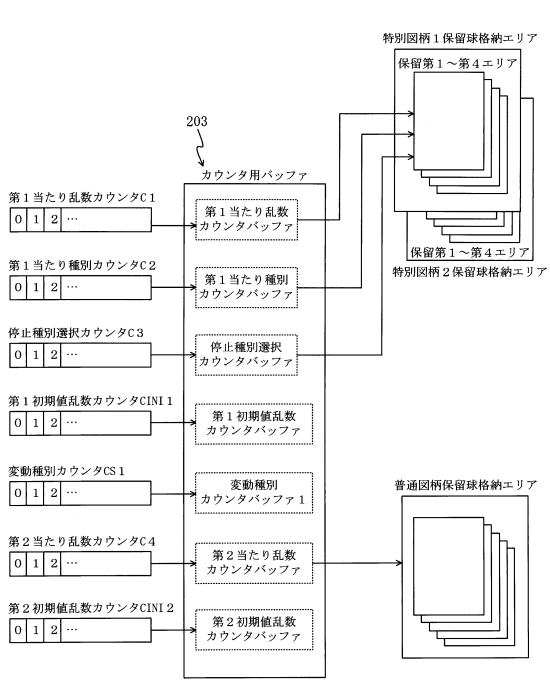 特別図柄1保留球格納エリア
保留第1～第4エリア
203
カウンタ用バッファ
第1当たり乱数カウンタC1
0 1 2 …
第1当たり乱数
カウンタバッファ
保留第1～第4エリア
特別図柄2保留球格納エリア
第1当たり種別カウンタC2
0 1 2 …
第1当たり種別
カウンタバッファ
停止種別選択カウンタC3
0 1 2 …
停止種別選択
カウンタバッファ
第1初期値乱数カウンタCINI1
0 1 2 …
第1初期値乱数
カウンタバッファ
変動種別カウンタCS1
0 1 2 …
変動種別
カウンタバッファ1
普通図柄保留球格納エリア
第2当たり乱数カウンタC4
0 1 2 …
第2当たり乱数
カウンタバッファ
第2初期値乱数カウンタCINI2
0 1 2 …
第2初期値乱数
カウンタバッファ